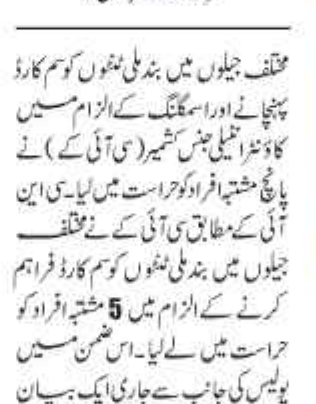 مختلف جیلوں میں بند ملی ٹنٹوں کو سم کارڈ
پہنچانے اور اسمگلنگ کے الزام میں
کاؤنٹر انٹیلی جنس کشمیر (سی آئی کے) نے
پانچ مشتبہ افراد کو حراست میں لیا۔ سی این
آئی کے مطابق سی آئی کے نے مختلف
جیلوں میں بند ملی ٹنٹوں کو سم کارڈ فراہم
کرنے کے الزام میں 5 مشتبہ افراد کو
حراست میں لے لیا۔ اس ضمن میں
پولیس کی جانب سے جاری ایک بیان